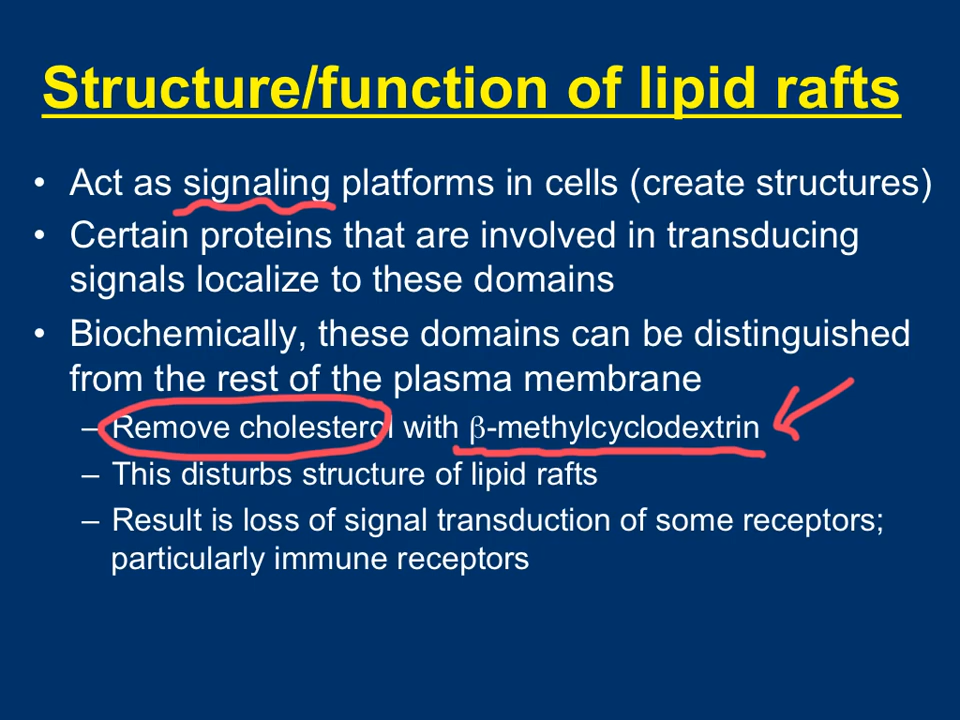 Structure/function of lipid rafts
• Act as signaling platforms in cells (create structures)
• Certain proteins that are involved in transducing
signals localize to these domains
• Biochemically, these domains can be distinguished
from the rest of the plasma membrane
– Remove cholesterol with β-methylcyclodextrin
– This disturbs structure of lipid rafts
– Result is loss of signal transduction of some receptors;
particularly immune receptors